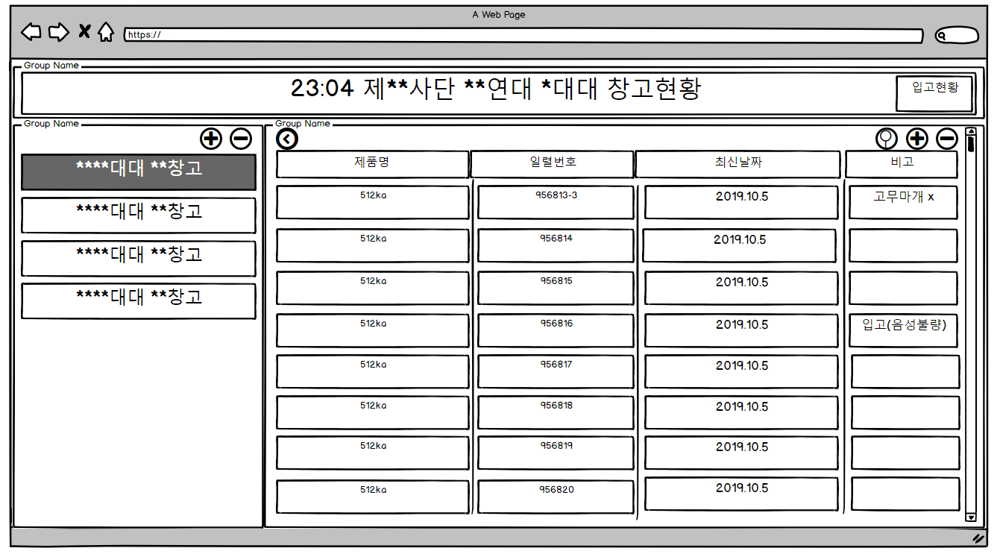 A Web Page
https://
Group Name
23:04 제**사단 **연대 *대대 창고현황
입고현황
Group Name
****대대 **창고
****대대 **창고
****대대 **창고
****대대 **창고
Group Name
제품명 일렬번호 최신날짜 비고
512ka 956813-3 2019.10.5 고무마개 x
512ka 956814 2019.10.5
512ka 956815 2019.10.5
512ka 956816 2019.10.5 입고(음성불량)
512ka 956817 2019.10.5
512ka 956818 2019.10.5
512ka 956819 2019.10.5
512ka 956820 2019.10.5